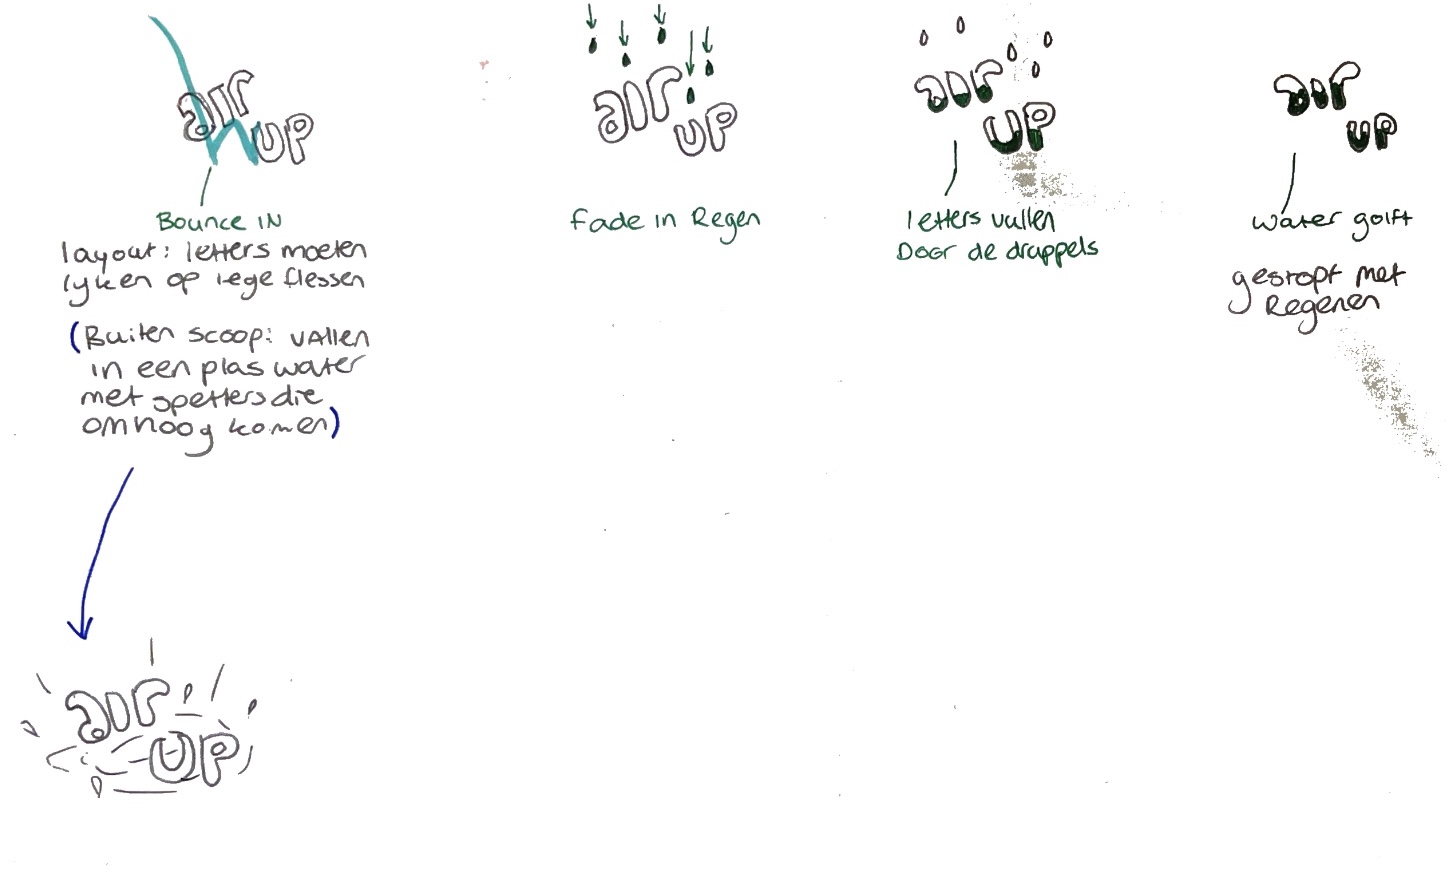 air
UP
Bounce IN
layout: letters moeten
lijken op lege flessen
(Buiten scoop: vallen
in een plas water
met spetters die
omhoog komen)
air
UP
air
UP
Fade in Regen
air
UP
letters vullen
Door de druppels
air
UP
water golft
gestopt met
Regenen